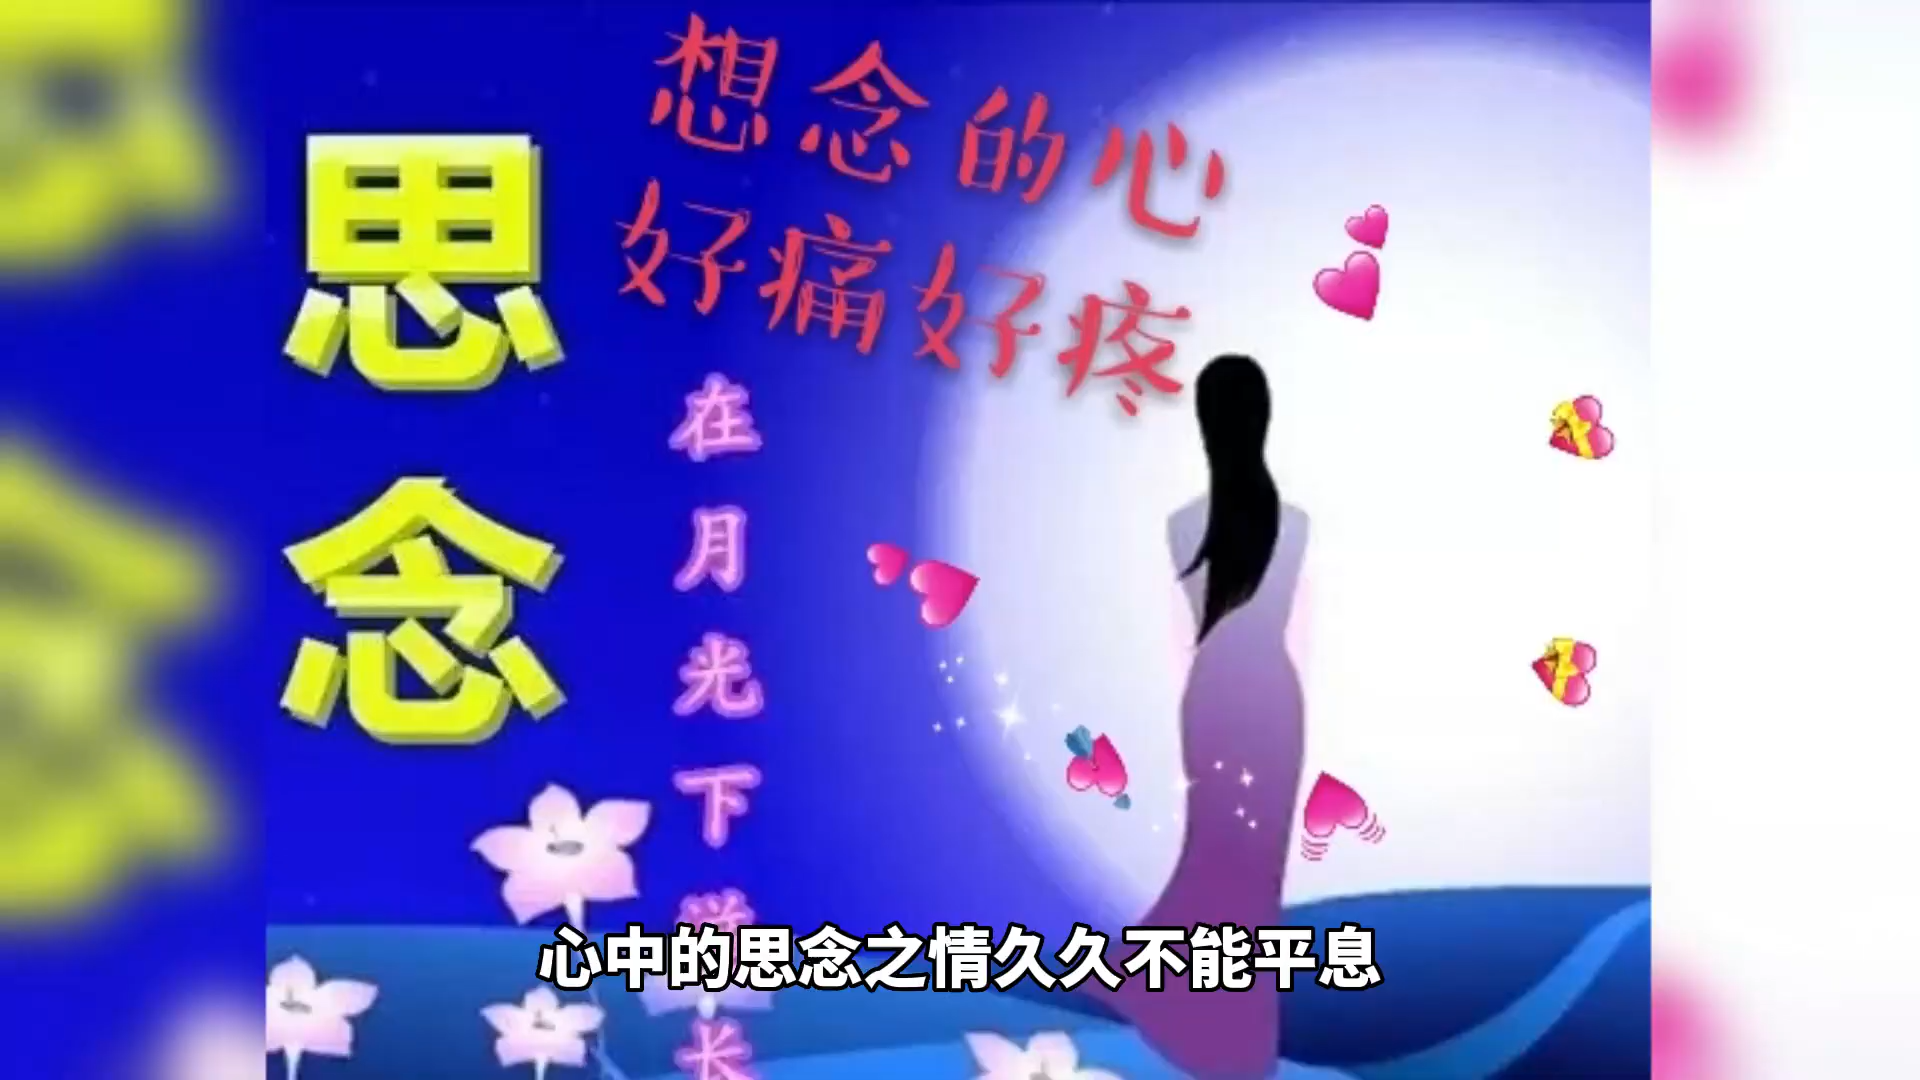 思念
想念的心
好痛好疼
在月光下
长
心中的思念之情久久不能平息